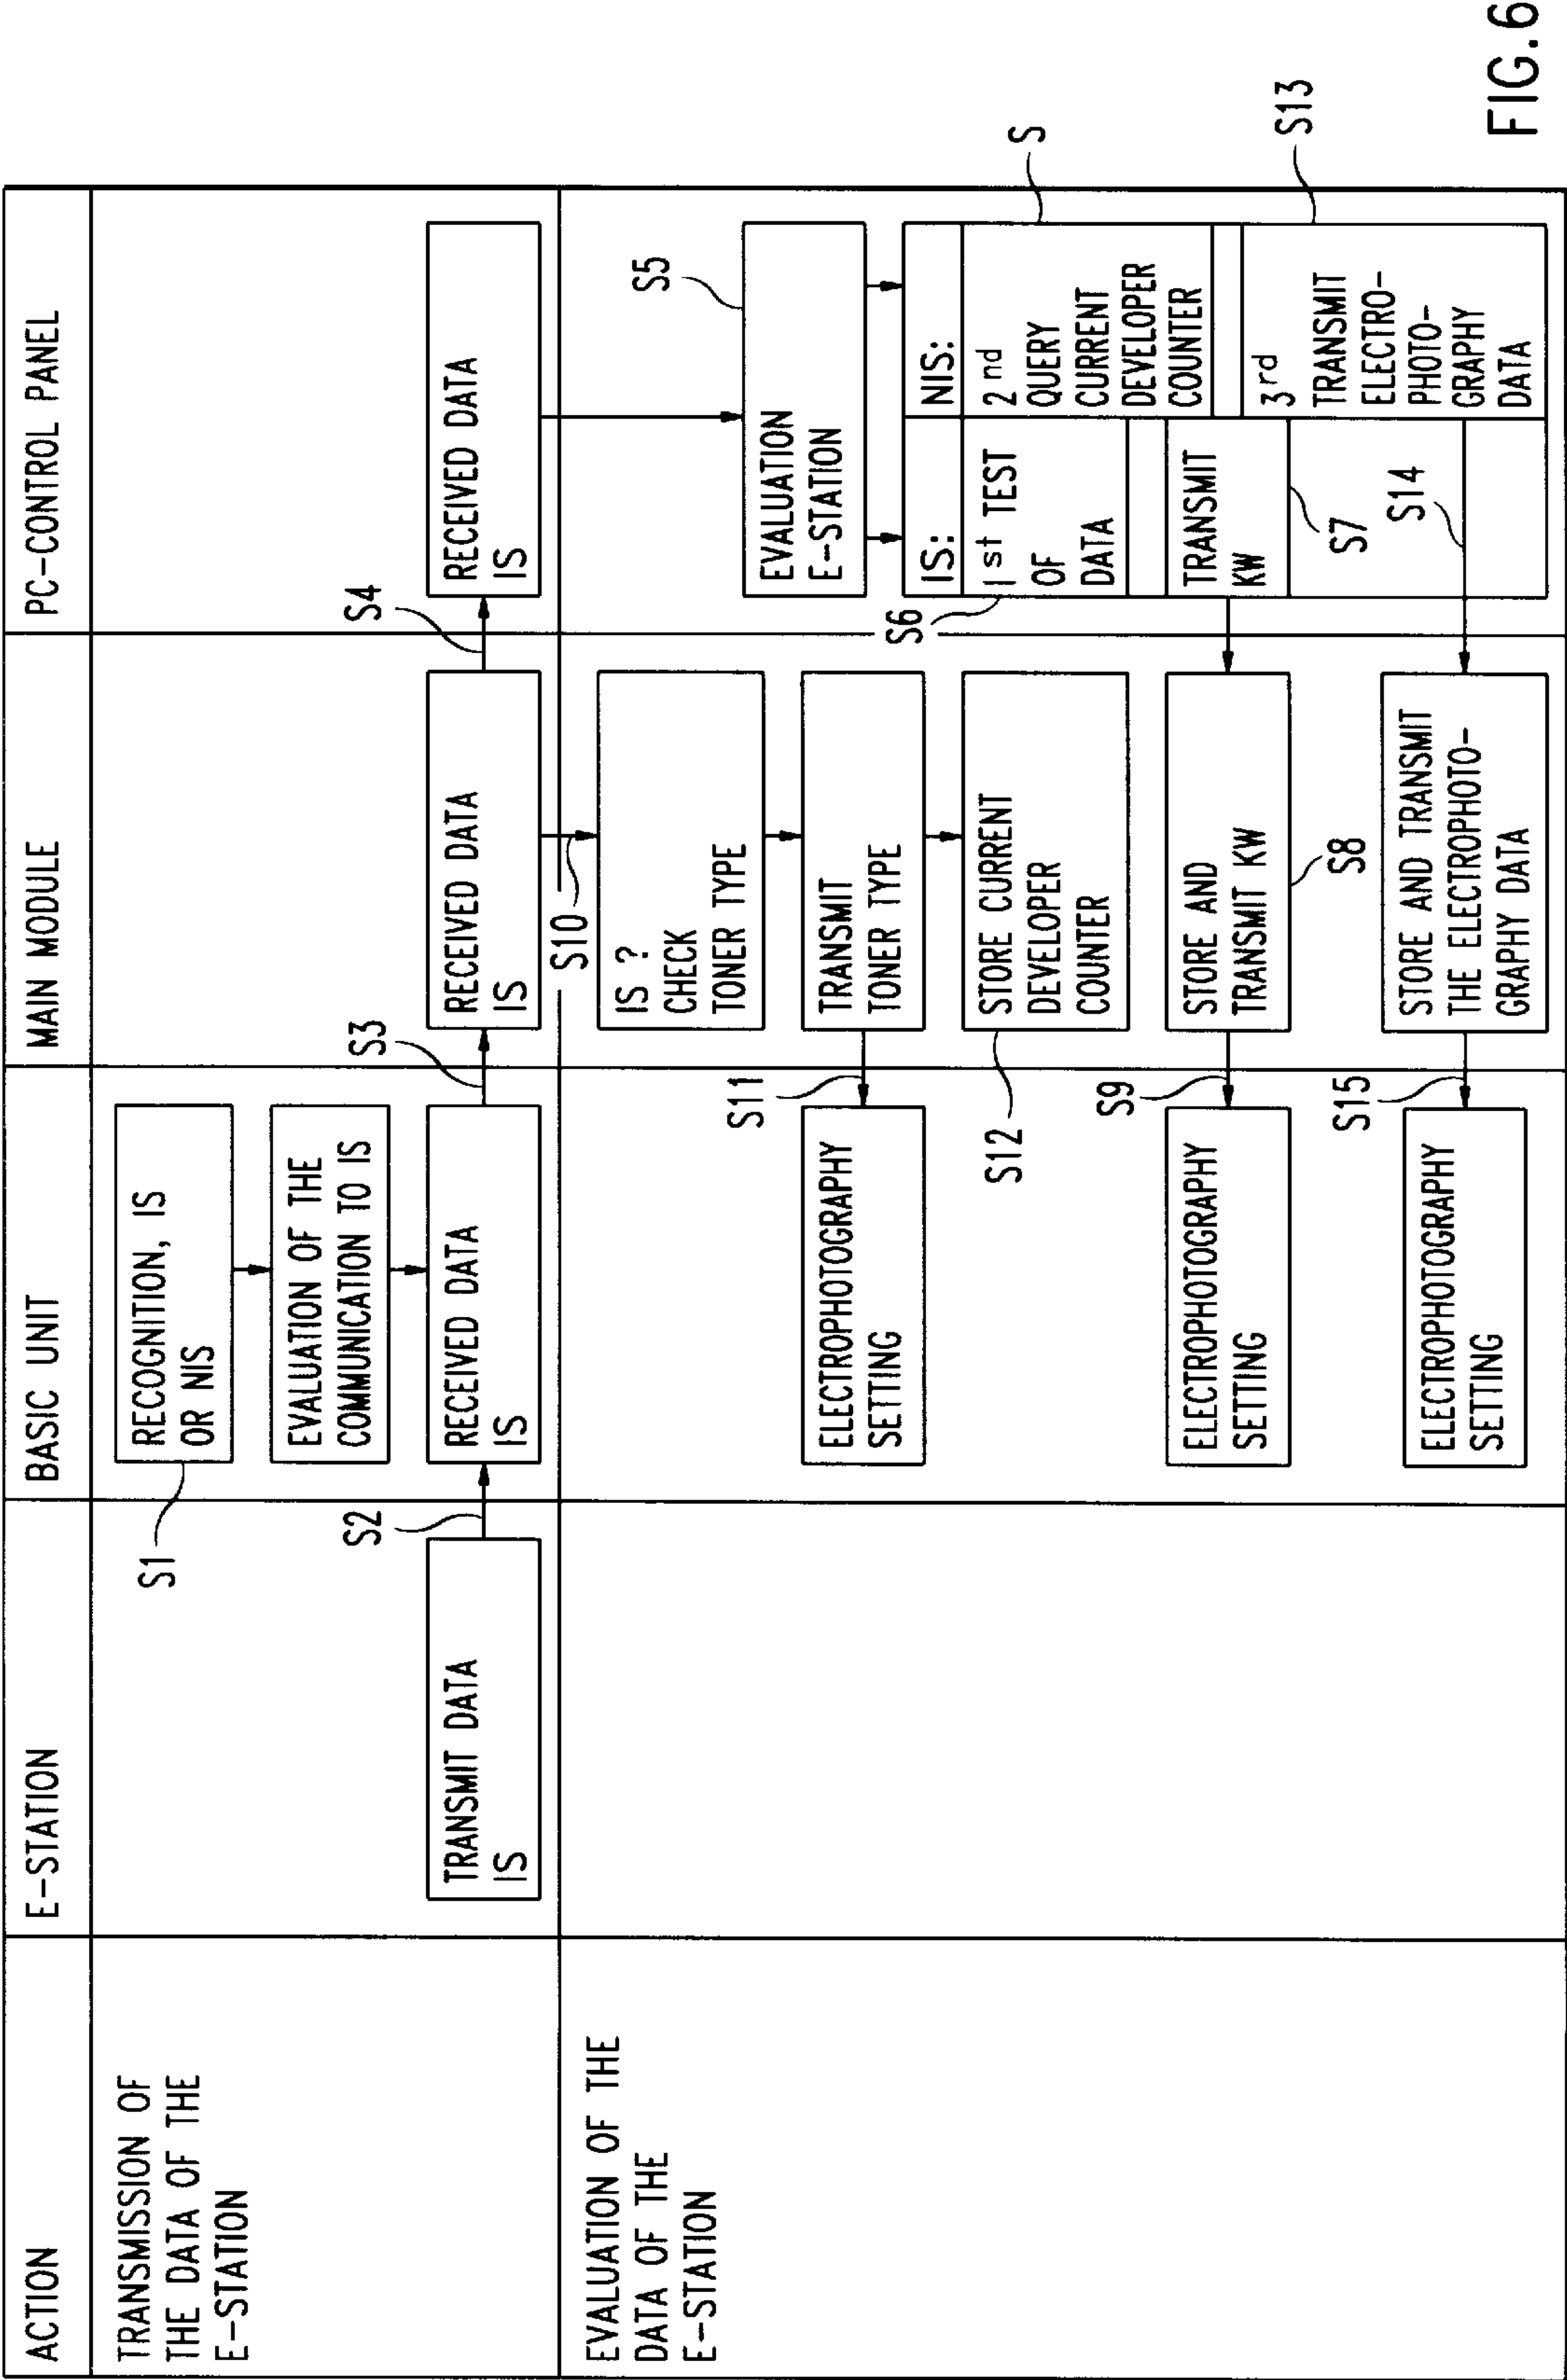 ACTION
E-STATION
BASIC UNIT
MAIN MODULE
PC-CONTROL PANEL
TRANSMISSION OF
THE DATA OF THE
E-STATION
S1
RECOGNITION, IS
OR NIS
EVALUATION OF THE
COMMUNICATION TO IS
TRANSMIT DATA
IS
S2
RECEIVED DATA
IS
S3
RECEIVED DATA
IS
S4
RECEIVED DATA
IS
EVALUATION OF THE
DATA OF THE
E-STATION
S10
IS ?
CHECK
TONER TYPE
S5
EVALUATION
E-STATION
ELECTROPHOTOGRAPHY
SETTING
S11
TRANSMIT
TONER TYPE
S12
STORE CURRENT
DEVELOPER
COUNTER
S6
IS:
1st TEST
OF
DATA
NIS:
2nd
QUERY
CURRENT
DEVELOPER
COUNTER
S
ELECTROPHOTOGRAPHY
SETTING
S9
STORE AND
TRANSMIT KW
S8
TRANSMIT
KW
S7
3rd
TRANSMIT
ELECTRO-
PHOTO-
GRAPHY
DATA
S13
ELECTROPHOTOGRAPHY
SETTING
S15
STORE AND TRANSMIT
THE ELECTROPHOTO-
GRAPHY DATA
S14
FIG.6